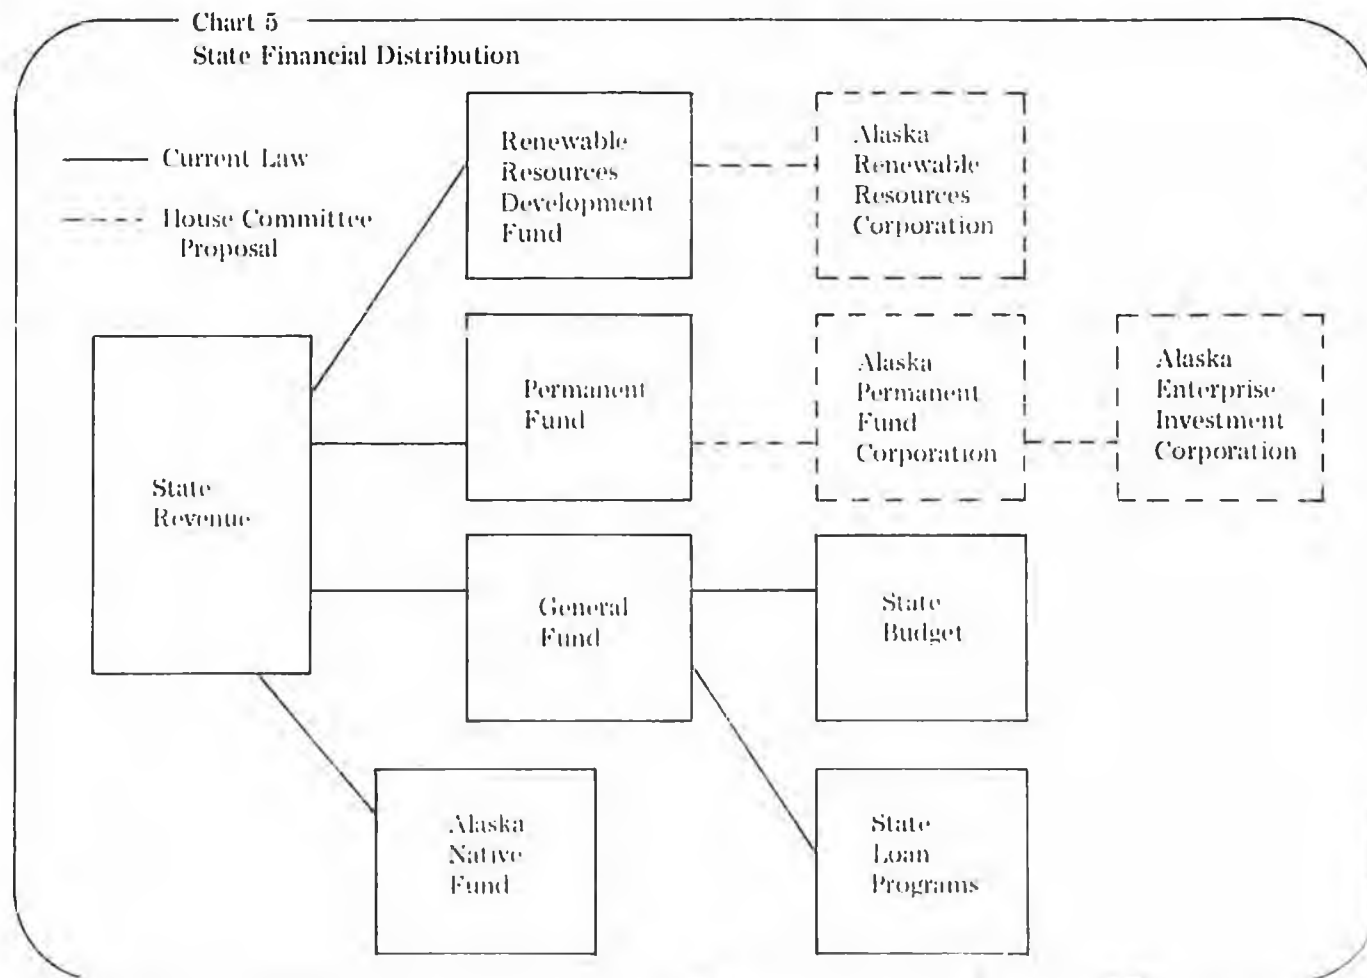 Chart 5
State Financial Distribution
Current Law
House Committee
Proposal
Renewable
Resources
Development
Fund
Alaska
Renewable
Resources
Corporation
State
Revenue
Permanent
Fund
Alaska
Permanent
Fund
Corporation
Alaska
Enterprise
Investment
Corporation
General
Fund
State
Budget
Alaska
Native
Fund
State
Loan
Programs